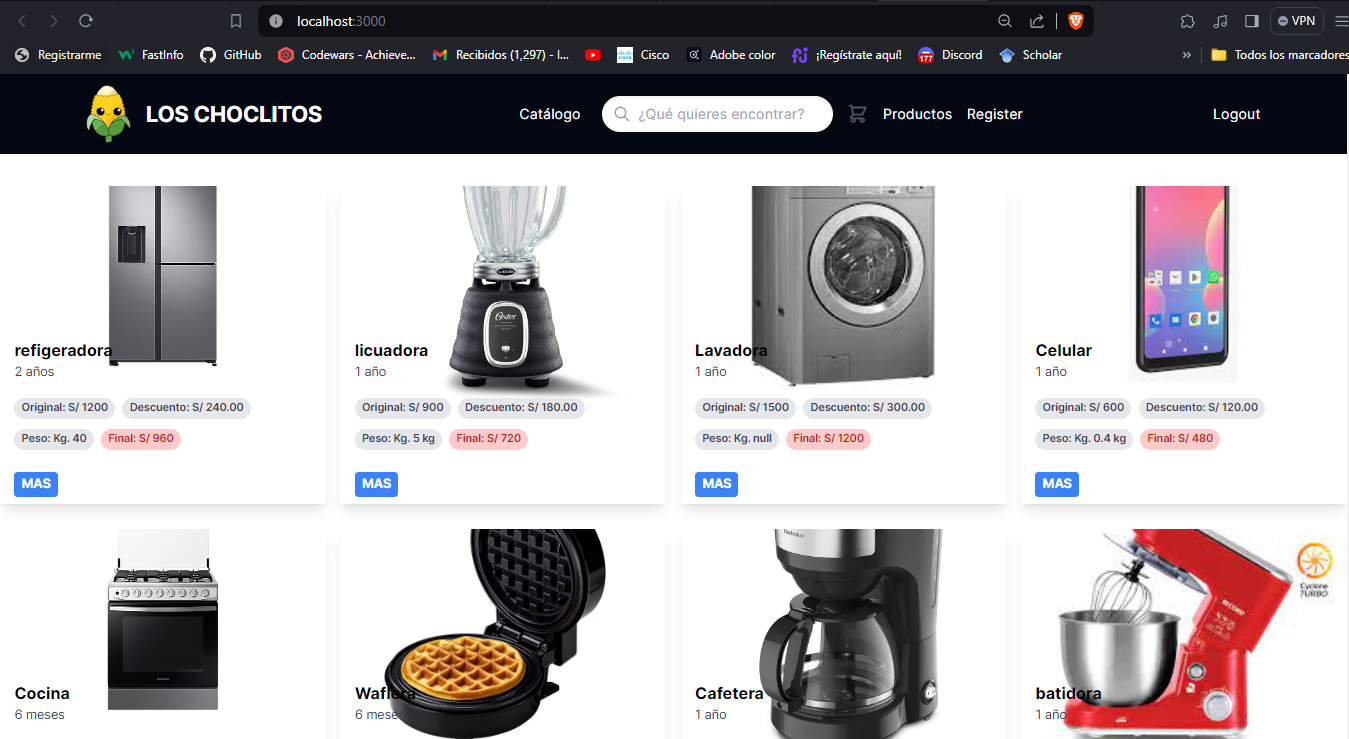 localhost:3000
VPN
Registrarme FastInfo GitHub Codewars - Achieve... Recibidos (1,297) - l... Cisco Adobe color ¡Regístrate aquí! 177 Discord Scholar » Todos los marcadores
LOS CHOCLITOS Catálogo ¿Qué quieres encontrar? Productos Register Logout
Oster
refigeradora licuadora Lavadora Celular
2 años 1 año 1 año 1 año
Original: S/ 1200 Descuento: S/ 240.00 Original: S/ 900 Descuento: S/ 180.00 Original: S/ 1500 Descuento: S/ 300.00 Original: S/ 600 Descuento: S/ 120.00
Peso: Kg. 40 Final: S/ 960 Peso: Kg. 5 kg Final: S/ 720 Peso: Kg. null Final: S/ 1200 Peso: Kg. 0.4 kg Final: S/ 480
MAS MAS MAS MAS
Cyclone
TURBO
RECORD
Cocina Waflera Cafetera batidora
6 meses 6 meses 1 año 1 año